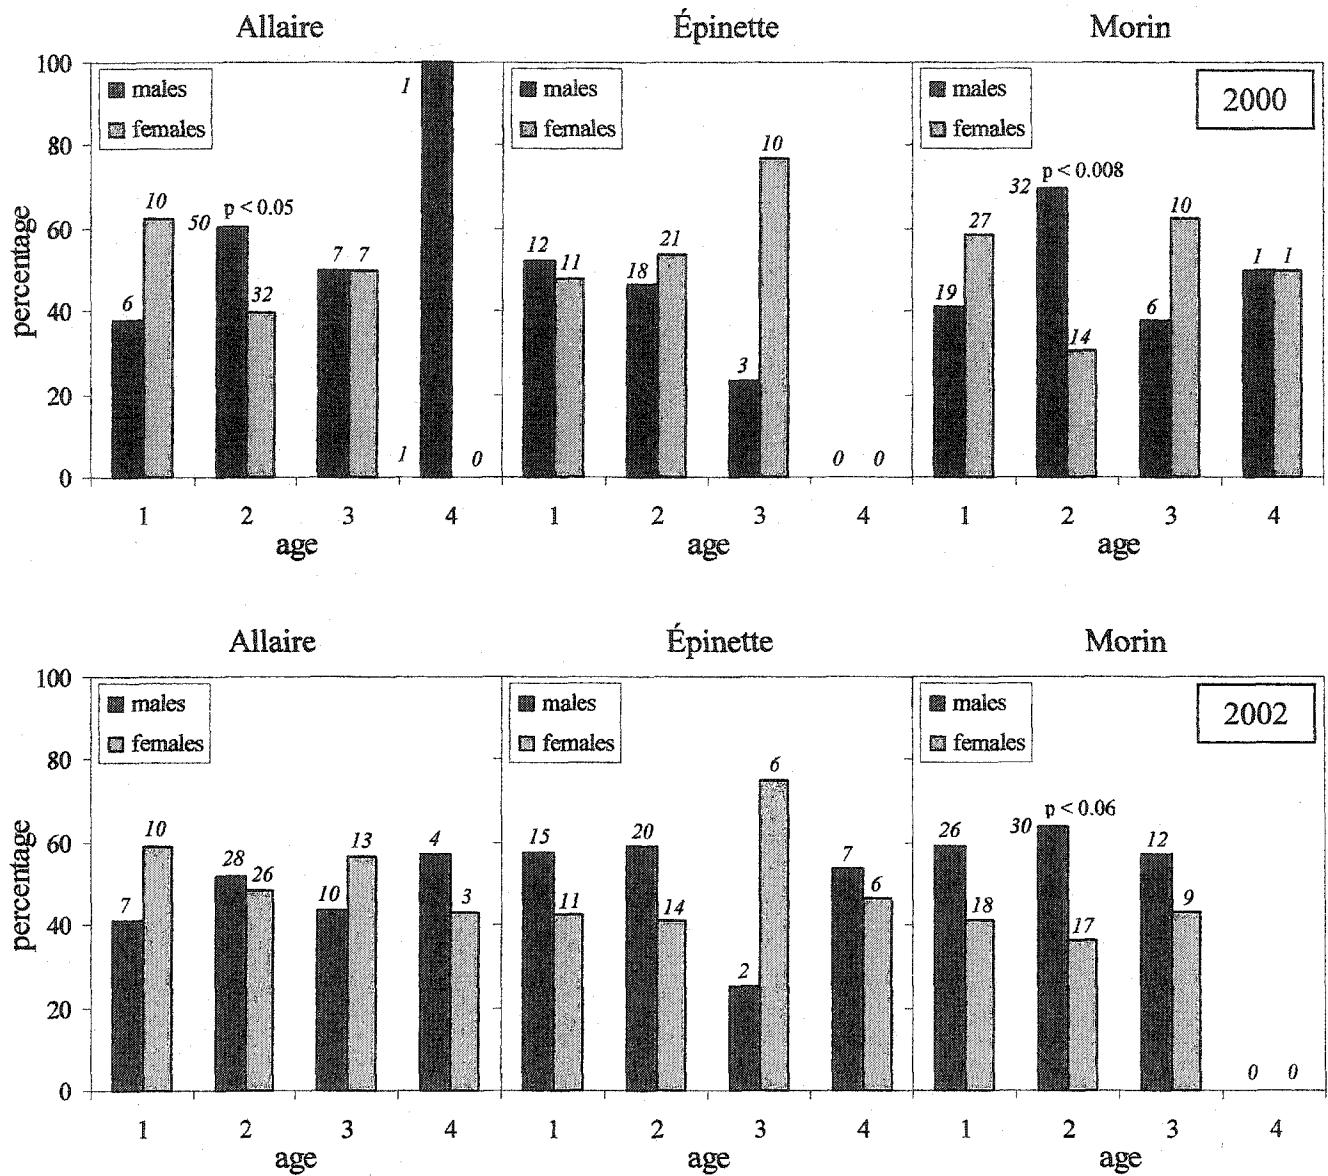 Allaire Épinette Morin
100 80 60 40 20 0
percentage
males
females
6 10 50 p < 0.05 32 7 7 1 1 0
1 2 3 4
age
males
females
12 11 18 21 3 10 0 0
1 2 3 4
age
males
females
2000
19 27 32 p < 0.008 14 6 10 1 1
1 2 3 4
age
Allaire Épinette Morin
100 80 60 40 20 0
percentage
males
females
7 10 28 26 10 13 4 3
1 2 3 4
age
males
females
15 11 20 14 2 6 7 6
1 2 3 4
age
males
females
2002
26 18 30 p < 0.06 17 12 9 0 0
1 2 3 4
age